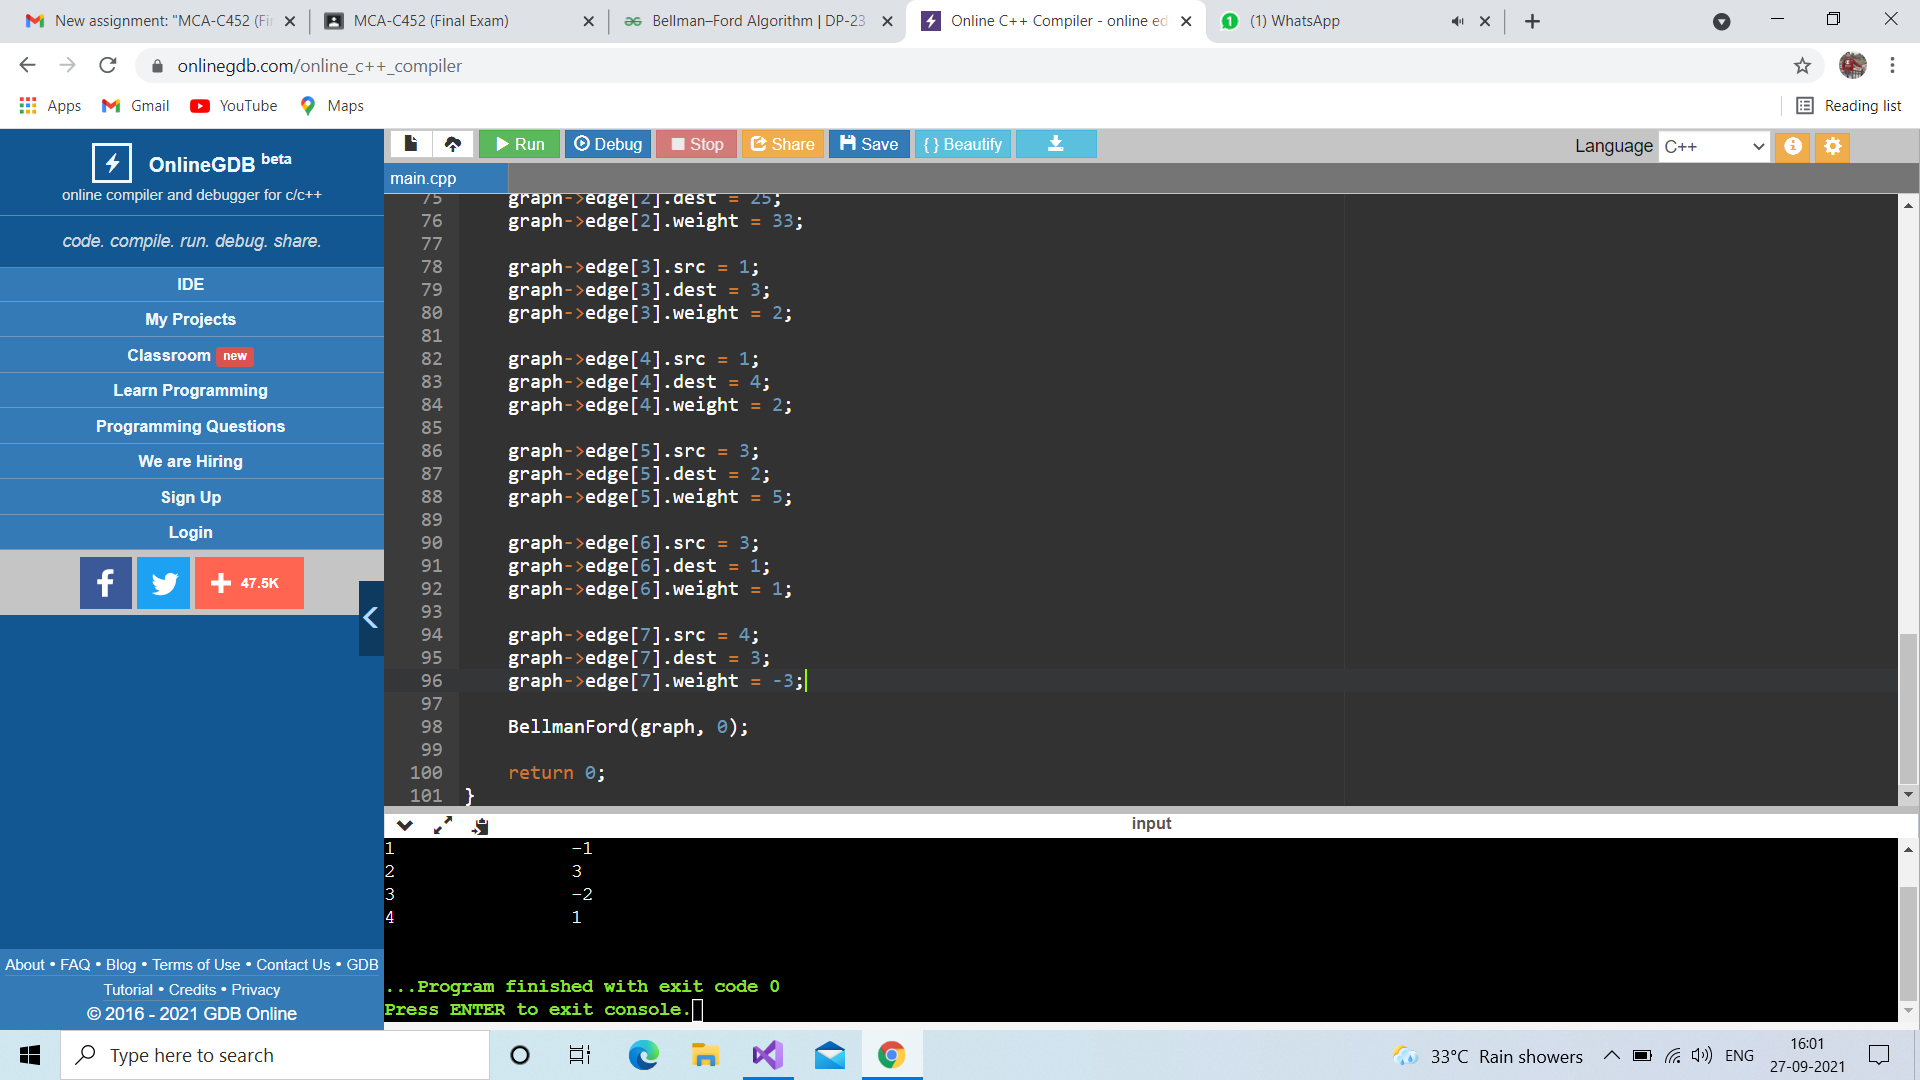 New assignment: "MCA-C452 (Fin
MCA-C452 (Final Exam)
Bellman–Ford Algorithm | DP-23
Online C++ Compiler - online ed
(1) WhatsApp
onlinegdb.com/online_c++_compiler
Apps
Gmail
YouTube
Maps
Reading list
OnlineGDB beta
online compiler and debugger for c/c++
code. compile. run. debug. share.
IDE
My Projects
Classroom new
Learn Programming
Programming Questions
We are Hiring
Sign Up
Login
f
+ 47.5K
About • FAQ • Blog • Terms of Use • Contact Us • GDB
Tutorial • Credits • Privacy
© 2016 - 2021 GDB Online
Run
Debug
Stop
Share
Save
{ } Beautify
Language
C++
main.cpp
75 graph->edge[2].dest = 25;
76 graph->edge[2].weight = 33;
77
78 graph->edge[3].src = 1;
79 graph->edge[3].dest = 3;
80 graph->edge[3].weight = 2;
81
82 graph->edge[4].src = 1;
83 graph->edge[4].dest = 4;
84 graph->edge[4].weight = 2;
85
86 graph->edge[5].src = 3;
87 graph->edge[5].dest = 2;
88 graph->edge[5].weight = 5;
89
90 graph->edge[6].src = 3;
91 graph->edge[6].dest = 1;
92 graph->edge[6].weight = 1;
93
94 graph->edge[7].src = 4;
95 graph->edge[7].dest = 3;
96 graph->edge[7].weight = -3;
97
98 BellmanFord(graph, 0);
99
100 return 0;
101 }
input
1 -1
2 3
3 -2
4 1
...Program finished with exit code 0
Press ENTER to exit console.
Type here to search
33°C Rain showers
ENG
16:01
27-09-2021